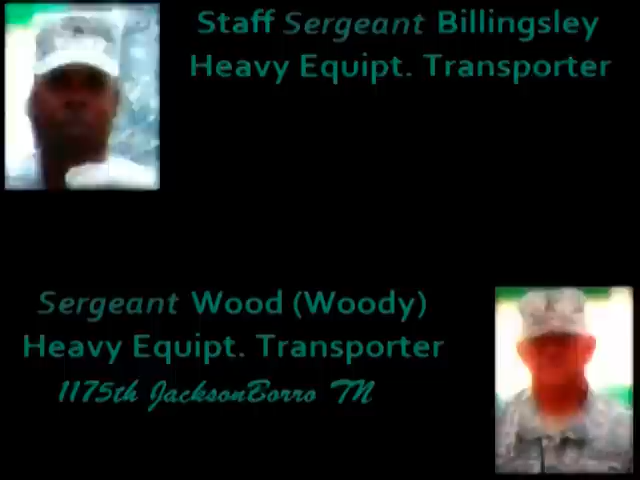 Staff Sergeant Billingsley
Heavy Equipt. Transporter
Sergeant Wood (Woody)
Heavy Equipt. Transporter
1175th JacksonBorro TN